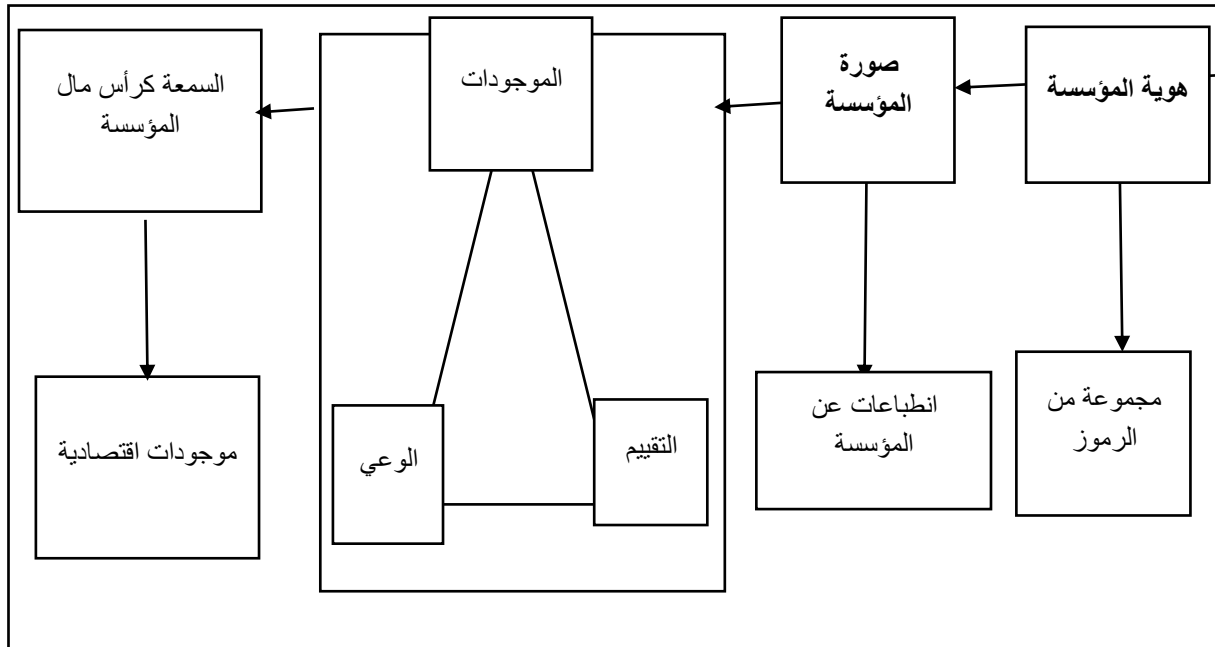 هوية المؤسسة
صورة
المؤسسة
الموجودات
السمعة كرأس مال
المؤسسة
مجموعة من
الرموز
انطباعات عن
المؤسسة
التقييم
الوعي
موجودات اقتصادية